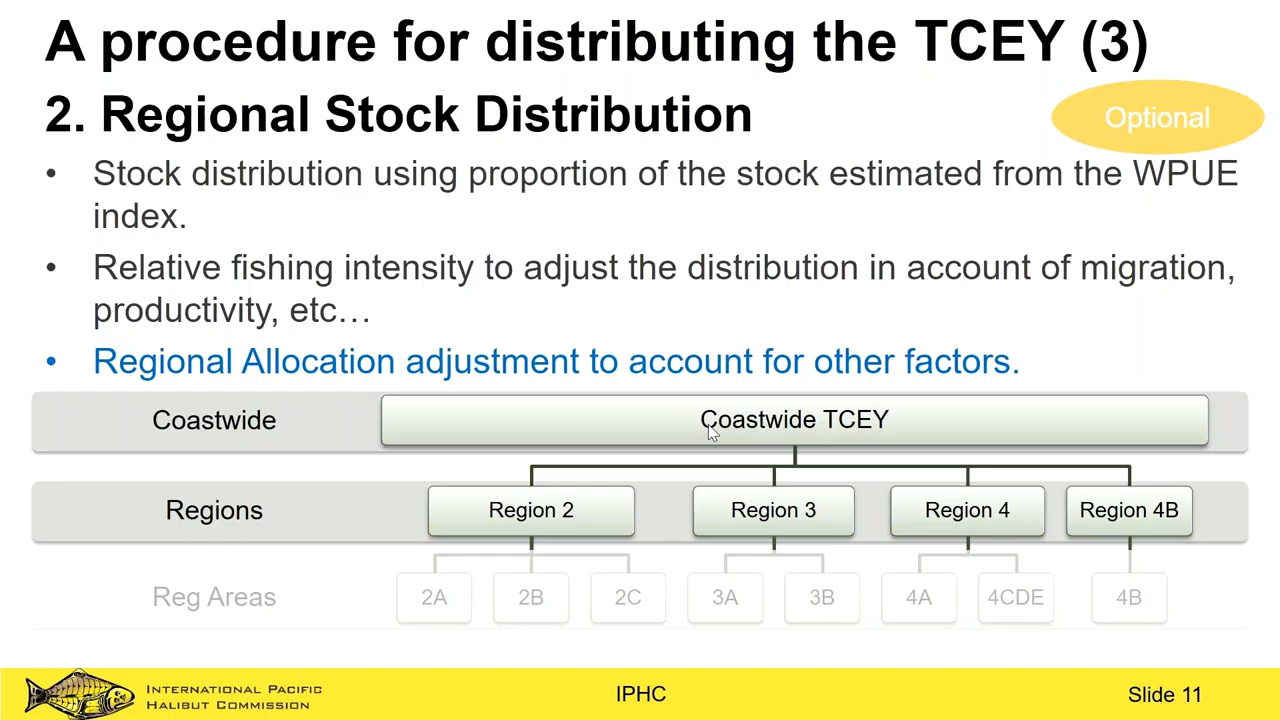 A procedure for distributing the TCEY (3)
2. Regional Stock Distribution
Optional
• Stock distribution using proportion of the stock estimated from the WPUE
index.
• Relative fishing intensity to adjust the distribution in account of migration,
productivity, etc…
• Regional Allocation adjustment to account for other factors.
Coastwide
Coastwide TCEY
Regions
Region 2
Region 3
Region 4
Region 4B
Reg Areas
2A
2B
2C
3A
3B
4A
4CDE
4B
INTERNATIONAL PACIFIC
HALIBUT COMMISSION
IPHC
Slide 11